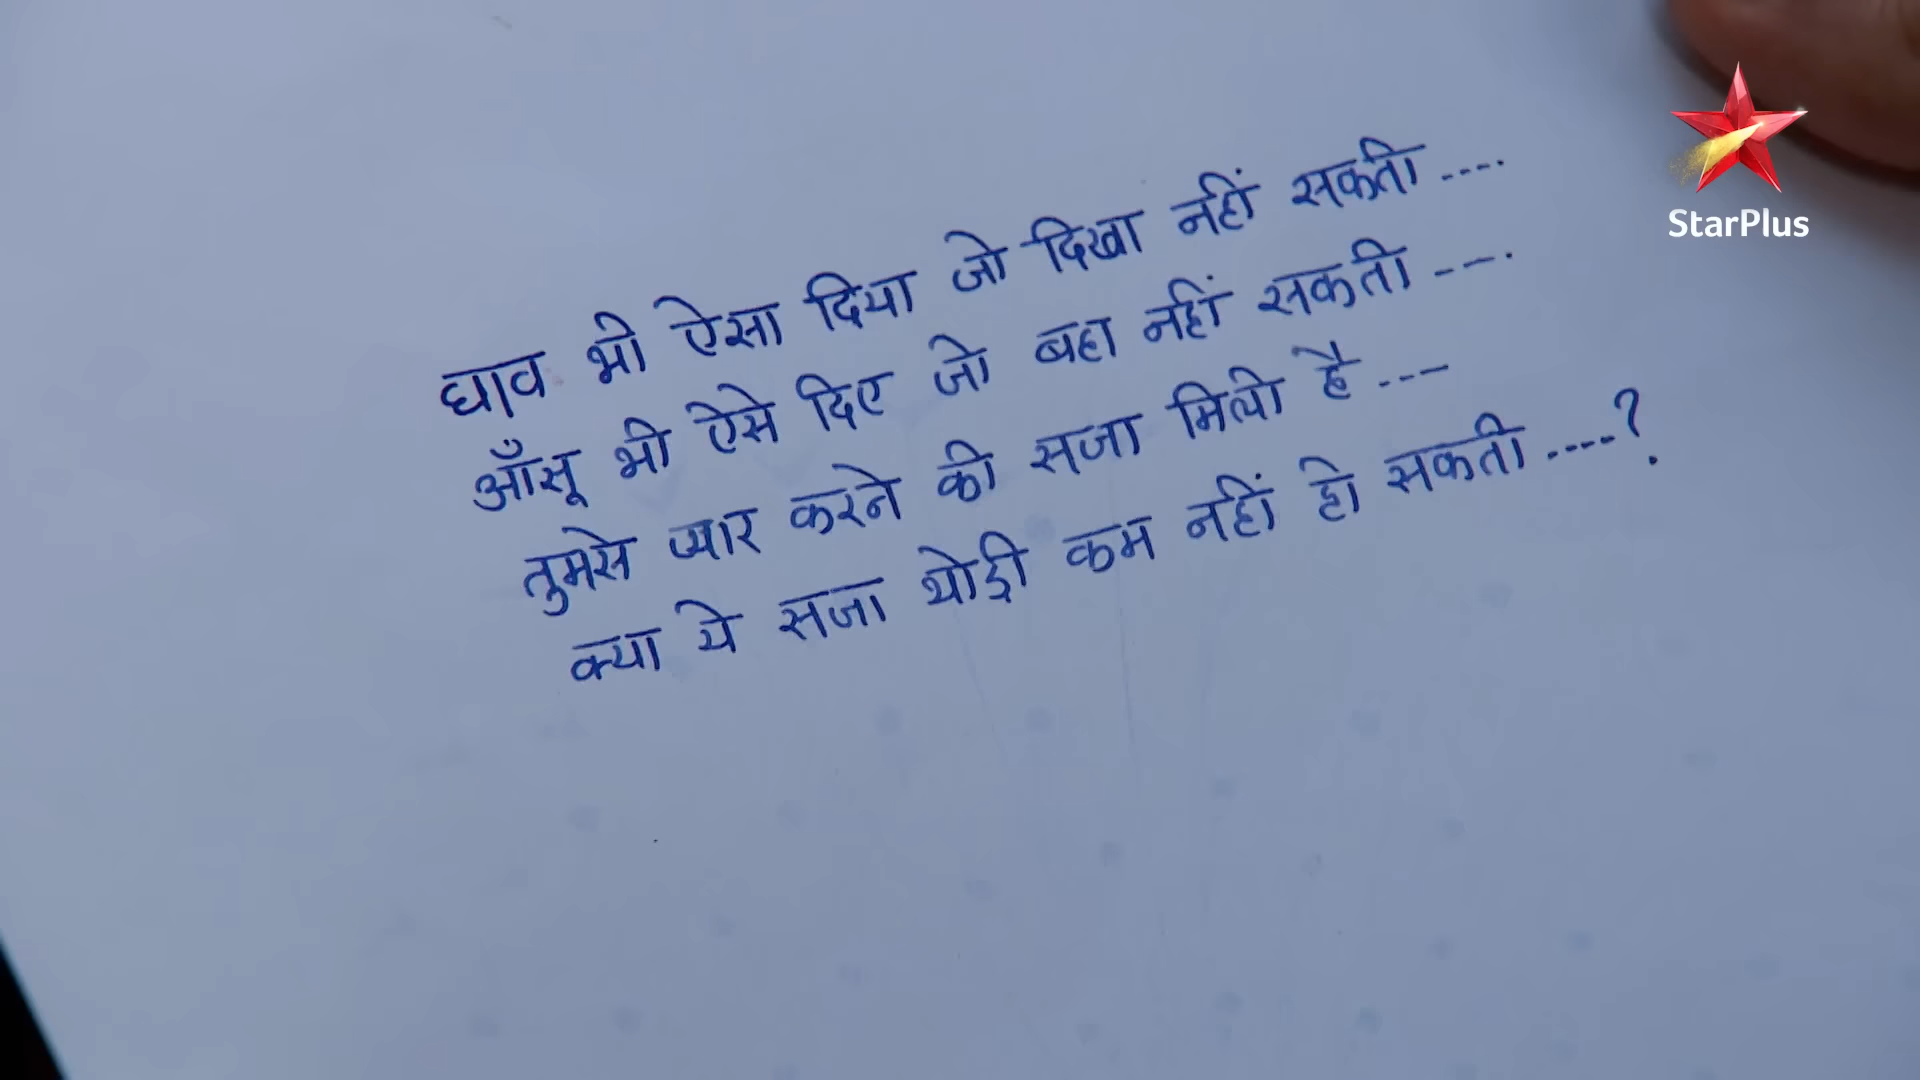 घाव भी ऐसा दिया जो दिखा नहीं सकती ....
आँसू भी ऐसे दिए जो बहा नहीं सकती ....
तुमसे प्यार करने की सजा मिली है ....
क्या ये सजा थोड़ी कम नहीं हो सकती ....?
StarPlus